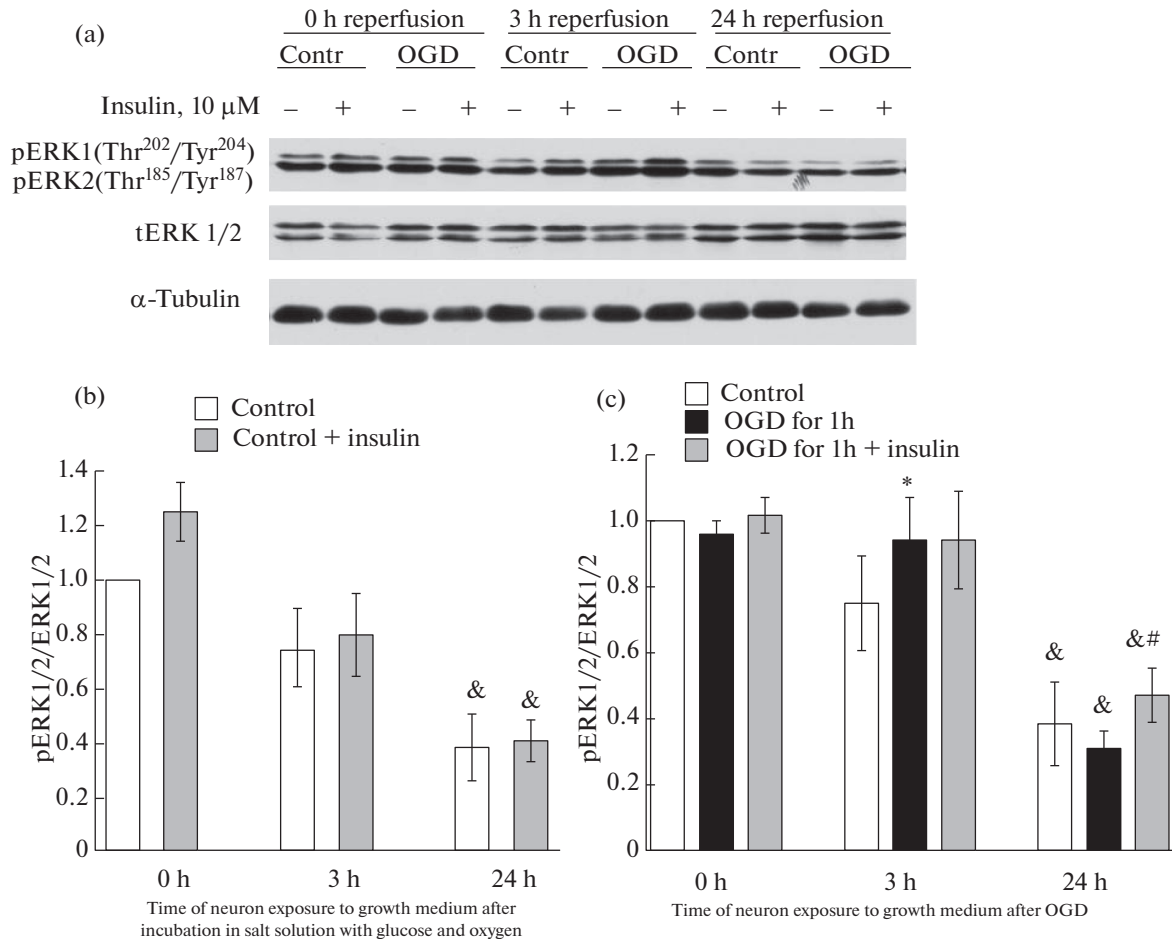 (a)
0 h reperfusion 3 h reperfusion 24 h reperfusion
Contr OGD Contr OGD Contr OGD
Insulin, 10 μM – + – + – + – + – + – +
pERK1(Thr²⁰²/Tyr²⁰⁴)
pERK2(Thr¹⁸⁵/Tyr¹⁸⁷)
tERK 1/2
α-Tubulin
(b)
Control
Control + insulin
pERK1/2/ERK1/2
1.4
1.2
1.0
0.8
0.6
0.4
0.2
0
& &
0 h 3 h 24 h
Time of neuron exposure to growth medium after
incubation in salt solution with glucose and oxygen
(c)
Control
OGD for 1h
OGD for 1h + insulin
pERK1/2/ERK1/2
1.2
1.0
0.8
0.6
0.4
0.2
0
*
& & &#
0 h 3 h 24 h
Time of neuron exposure to growth medium after OGD